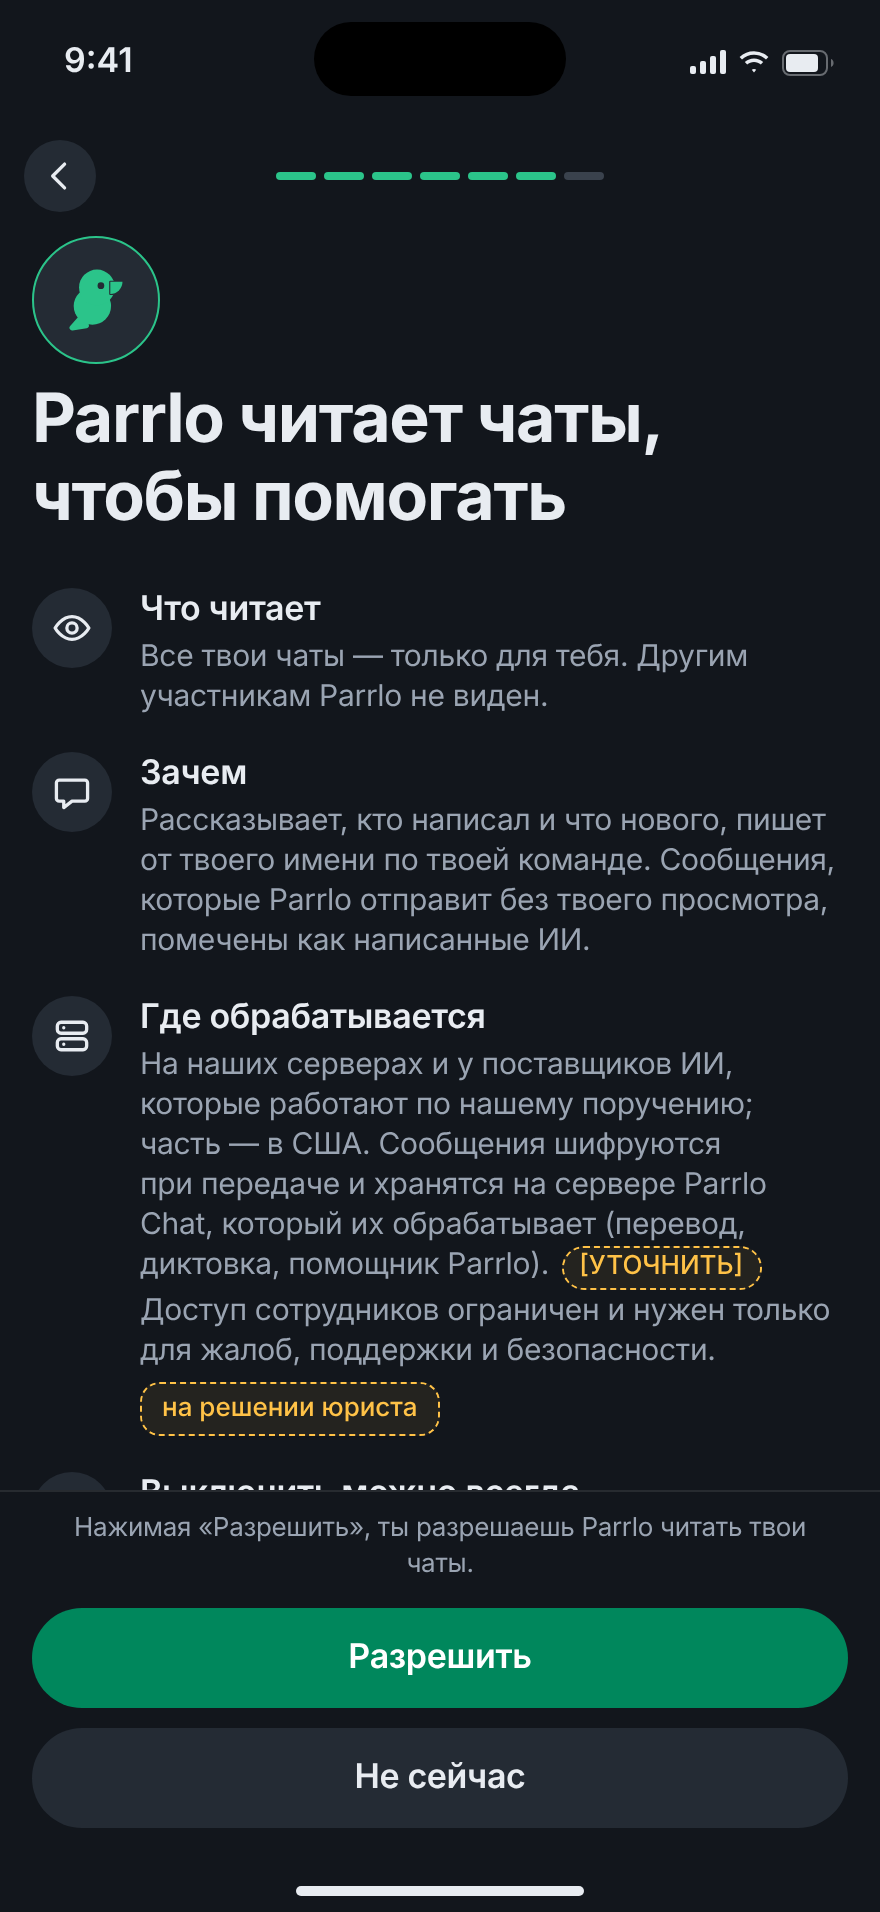 9:41
Parrlo читает чаты,
чтобы помогать
Что читает
Все твои чаты — только для тебя. Другим
участникам Parrlo не виден.
Зачем
Рассказывает, кто написал и что нового, пишет
от твоего имени по твоей команде. Сообщения,
которые Parrlo отправит без твоего просмотра,
помечены как написанные ИИ.
Где обрабатывается
На наших серверах и у поставщиков ИИ,
которые работают по нашему поручению;
часть — в США. Сообщения шифруются
при передаче и хранятся на сервере Parrlo
Chat, который их обрабатывает (перевод,
диктовка, помощник Parrlo). [УТОЧНИТЬ]
Доступ сотрудников ограничен и нужен только
для жалоб, поддержки и безопасности.
на решении юриста
Выключить можно всегда
Нажимая «Разрешить», ты разрешаешь Parrlo читать твои
чаты.
Разрешить
Не сейчас